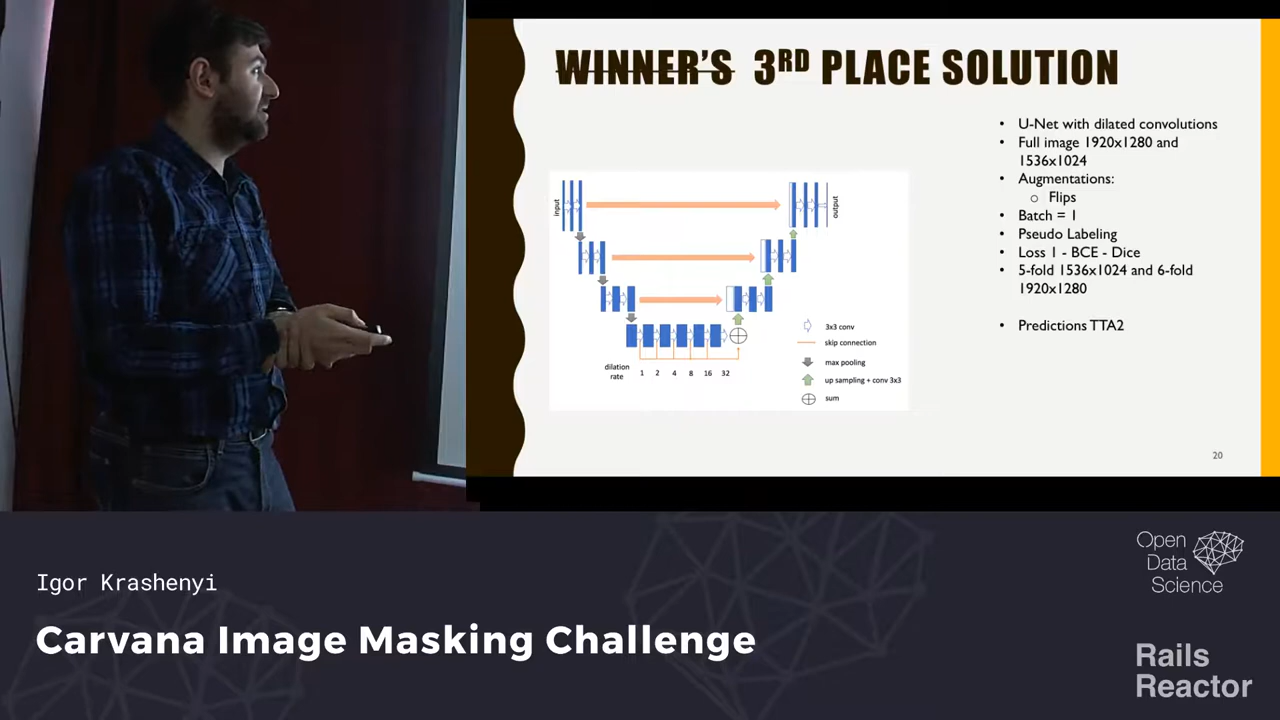 WINNER'S 3RD PLACE SOLUTION
• U-Net with dilated convolutions
• Full image 1920x1280 and
1536x1024
• Augmentations:
o Flips
• Batch = 1
• Pseudo Labeling
• Loss 1 - BCE - Dice
• 5-fold 1536x1024 and 6-fold
1920x1280
• Predictions TTA2
input
output
3x3 conv
skip connection
max pooling
up sampling + conv 3x3
sum
dilation
rate
1 2 4 8 16 32
20
Igor Krashenyi
Carvana Image Masking Challenge
Open
Data
Science
Rails
Reactor